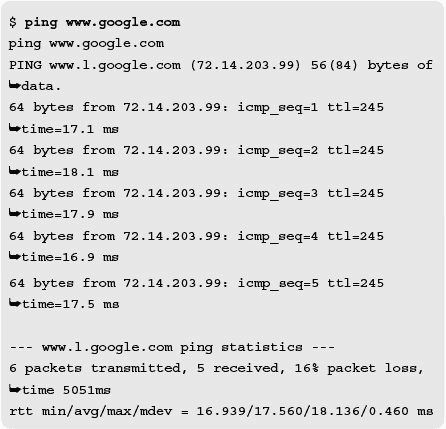 $ ping www.google.com
ping www.google.com
PING www.l.google.com (72.14.203.99) 56(84) bytes of
➥data.
64 bytes from 72.14.203.99: icmp_seq=1 ttl=245
➥time=17.1 ms
64 bytes from 72.14.203.99: icmp_seq=2 ttl=245
➥time=18.1 ms
64 bytes from 72.14.203.99: icmp_seq=3 ttl=245
➥time=17.9 ms
64 bytes from 72.14.203.99: icmp_seq=4 ttl=245
➥time=16.9 ms
64 bytes from 72.14.203.99: icmp_seq=5 ttl=245
➥time=17.5 ms
--- www.l.google.com ping statistics ---
6 packets transmitted, 5 received, 16% packet loss,
➥time 5051ms
rtt min/avg/max/mdev = 16.939/17.560/18.136/0.460 ms